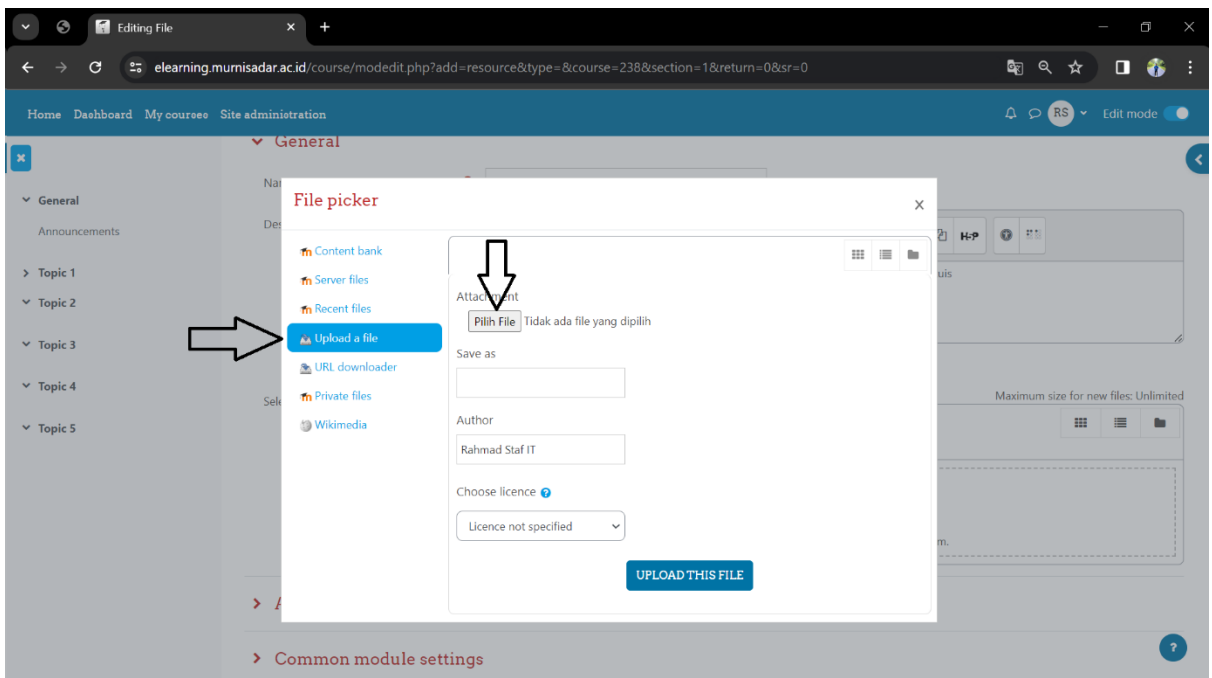 Editing File
elearning.murnisadar.ac.id/course/modedit.php?add=resource&type=&course=238&section=1&return=0&sr=0
Home Dashboard My courses Site administration
RS Edit mode
General
File picker
General
Announcements
Topic 1
Topic 2
Topic 3
Topic 4
Topic 5
Content bank
Server files
Recent files
Upload a file
URL downloader
Private files
Wikimedia
Attachment
Pilih File Tidak ada file yang dipilih
Save as
Author
Rahmad Staf IT
Choose licence
Licence not specified
UPLOAD THIS FILE
H-P
Maximum size for new files: Unlimited
Common module settings